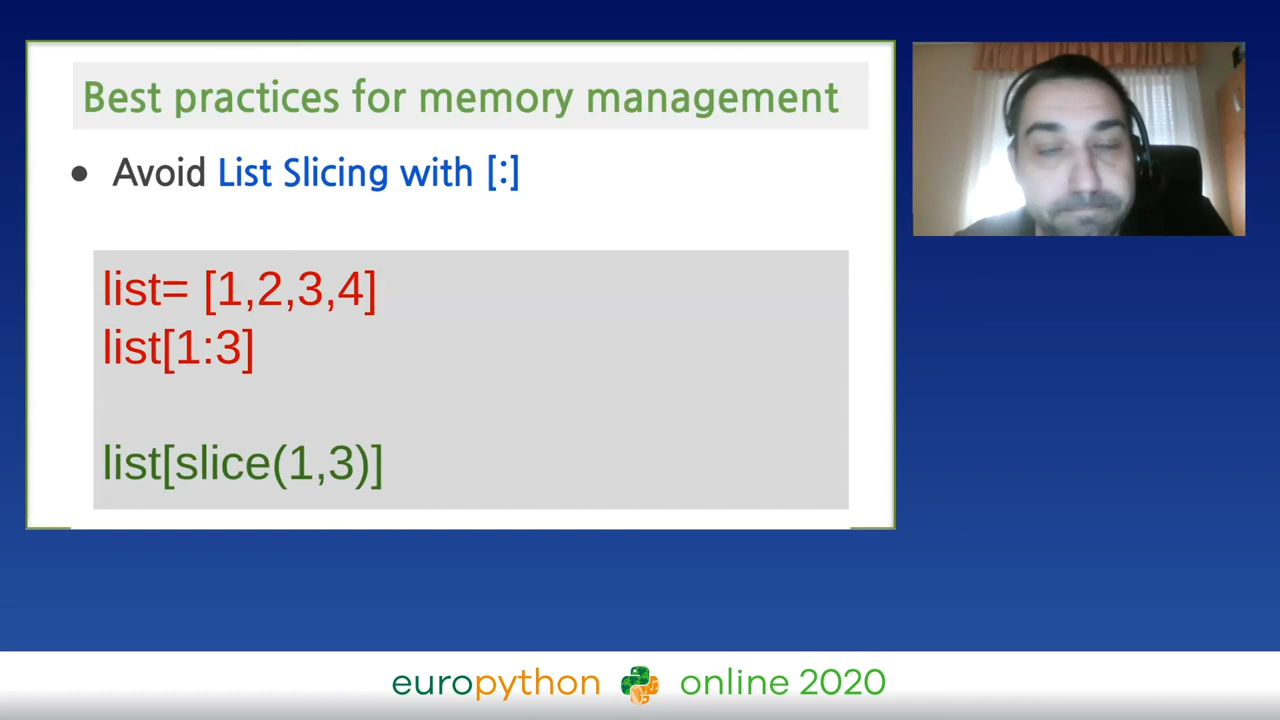 Best practices for memory management
● Avoid List Slicing with [:]
list= [1,2,3,4]
list[1:3]
list[slice(1,3)]
europython online 2020